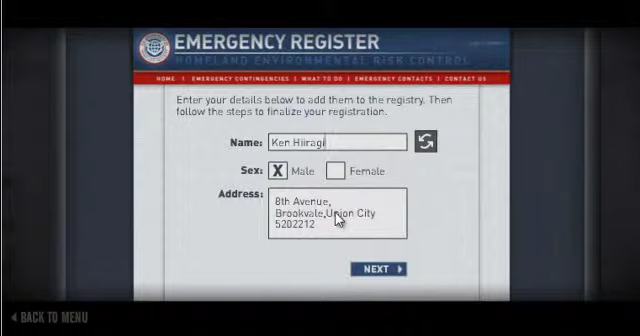 EMERGENCY REGISTER
HOMELAND ENVIRONMENTAL RISK CONTROL
HOME | EMERGENCY CONTINGENCIES | WHAT TO DO | EMERGENCY CONTACTS | CONTACT US
Enter your details below to add them to the registry. Then
follow the steps to finalize your registration.
Name: Ken Hiiragi
Sex: X Male Female
Address: 8th Avenue,
Brookvale,Union City
5202212
NEXT
BACK TO MENU